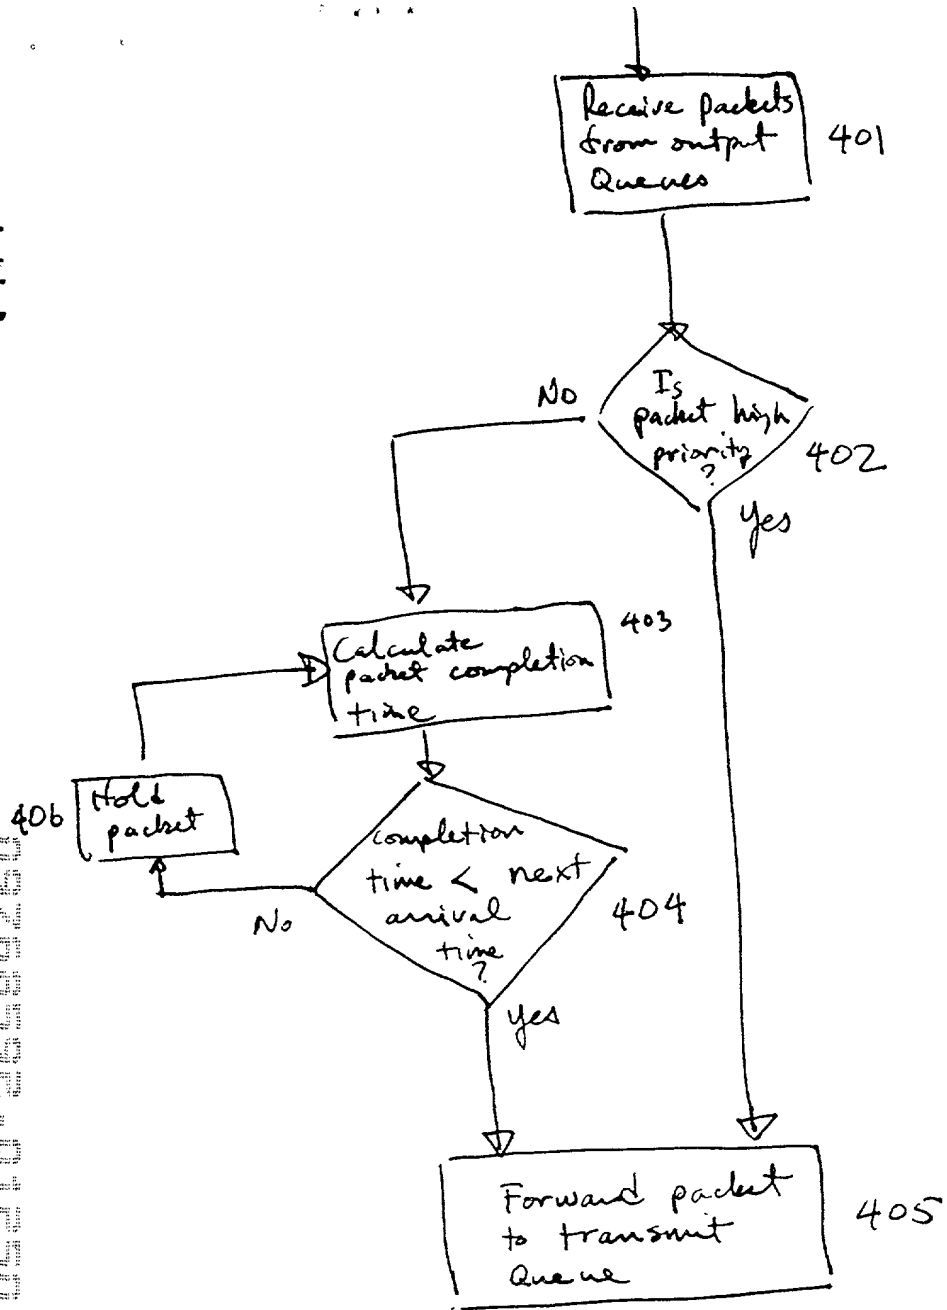 Receive packets
from output
Queues
401
Is
packet high
priority
?
402
No
Yes
403
Calculate
packet completion
time
406
Hold
packet
completion
time < next
arrival
time
?
404
No
Yes
Forward packet
to transmit
Queue
405